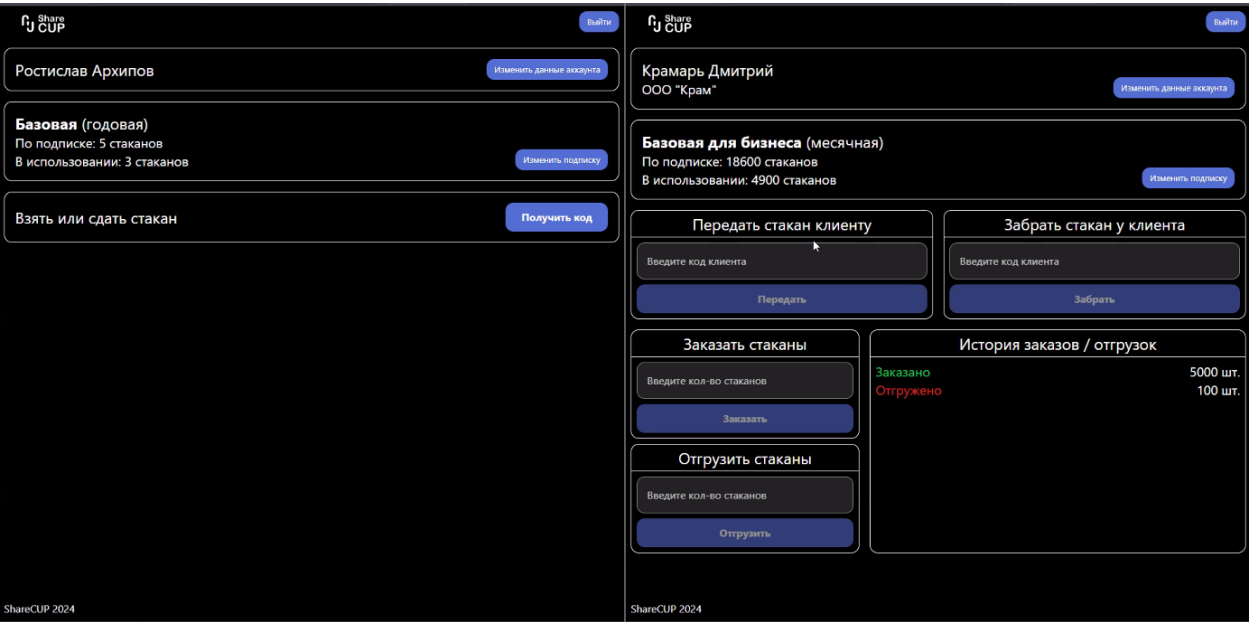 Share
CUP
Выйти
Ростислав Архипов
Изменить данные аккаунта
Базовая (годовая)
По подписке: 5 стаканов
В использовании: 3 стаканов
Изменить подписку
Взять или сдать стакан
Получить код
ShareCUP 2024
Share
CUP
Выйти
Крамарь Дмитрий
ООО "Крам"
Изменить данные аккаунта
Базовая для бизнеса (месячная)
По подписке: 18600 стаканов
В использовании: 4900 стаканов
Изменить подписку
Передать стакан клиенту
Введите код клиента
Передать
Забрать стакан у клиента
Введите код клиента
Забрать
Заказать стаканы
Введите кол-во стаканов
Заказать
Отгрузить стаканы
Введите кол-во стаканов
Отгрузить
История заказов / отгрузок
Заказано 5000 шт.
Отгружено 100 шт.
ShareCUP 2024